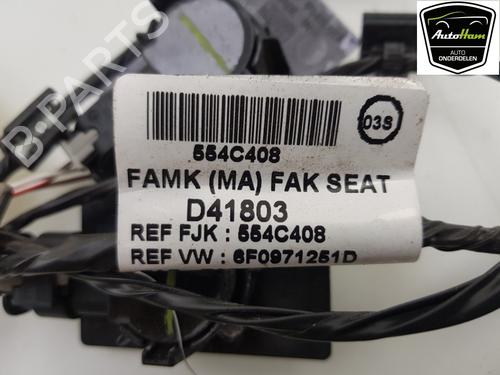 AutoHam
AUTO
ONDERDELEN
B-PARTS
03S
554C408
FAMK (MA) FAK SEAT
D41803
REF FJK : 554C408
REF VW : 6F0971251D